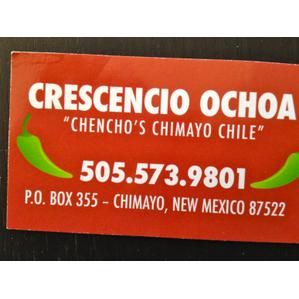 CRESCENCIO OCHOA
"CHENCHO'S CHIMAYO CHILE"
505.573.9801
P.O. BOX 355 – CHIMAYO, NEW MEXICO 87522